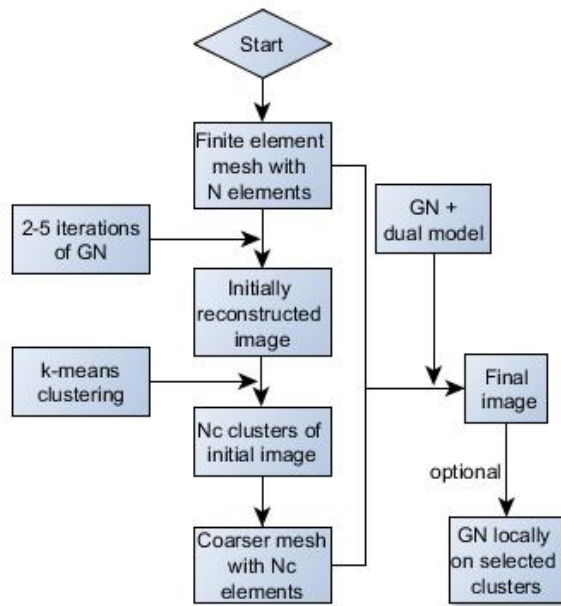 Start
Finite element
mesh with
N elements
2-5 iterations
of GN
GN +
dual model
Initially
reconstructed
image
k-means
clustering
Final
image
Nc clusters of
initial image
optional
Coarser mesh
with Nc
elements
GN locally
on selected
clusters